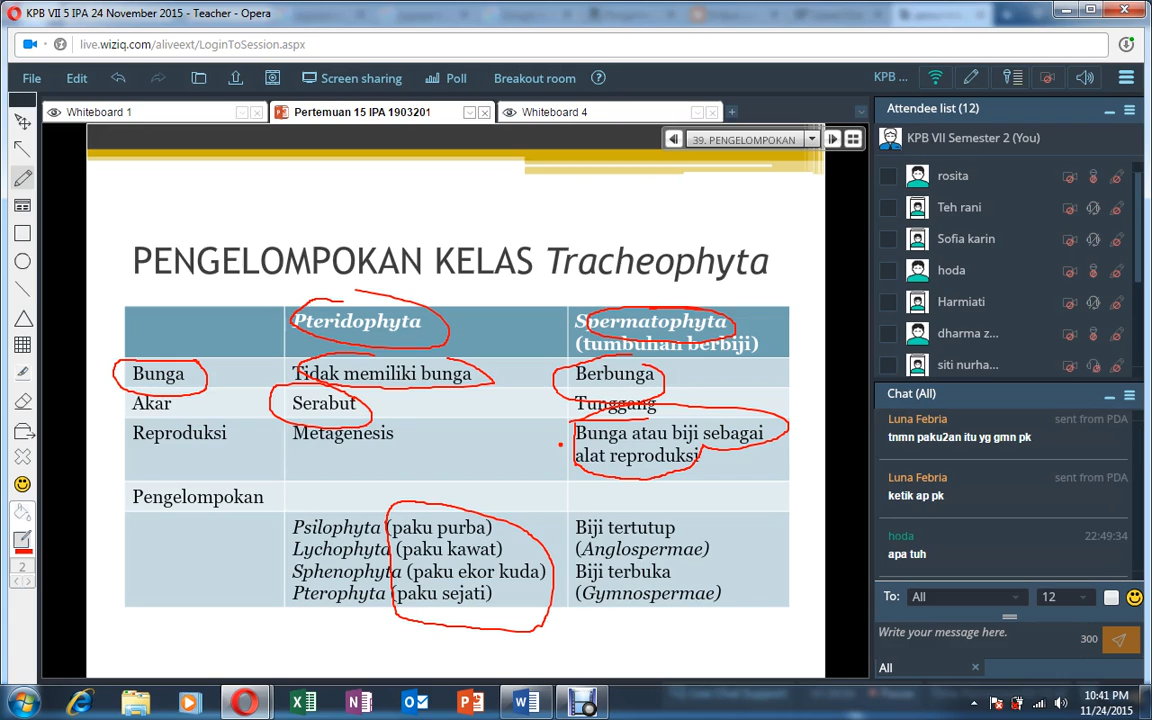 KPB VII 5 IPA 24 November 2015 - Teacher - Opera
live.wiziq.com/aliveext/LoginToSession.aspx
File Edit Screen sharing Poll Breakout room KPB ...
Whiteboard 1 Pertemuan 15 IPA 1903201 Whiteboard 4
39. PENGELOMPOKAN
PENGELOMPOKAN KELAS Tracheophyta
Pteridophyta Spermatophyta
(tumbuhan berbiji)
Bunga Tidak memiliki bunga Berbunga
Akar Serabut Tunggang
Reproduksi Metagenesis Bunga atau biji sebagai
alat reproduksi
Pengelompokan
Psilophyta (paku purba) Biji tertutup
Lychophyta (paku kawat) (Anglospermae)
Sphenophyta (paku ekor kuda) Biji terbuka
Pterophyta (paku sejati) (Gymnospermae)
2
Attendee list (12)
KPB VII Semester 2 (You)
rosita
Teh rani
Sofia karin
hoda
Harmiati
dharma z...
siti nurha...
Chat (All)
Luna Febria sent from PDA
tnmn paku2an itu yg gmn pk
Luna Febria sent from PDA
ketik ap pk
hoda 22:49:34
apa tuh
To: All 12
Write your message here. 300
All
10:41 PM
11/24/2015